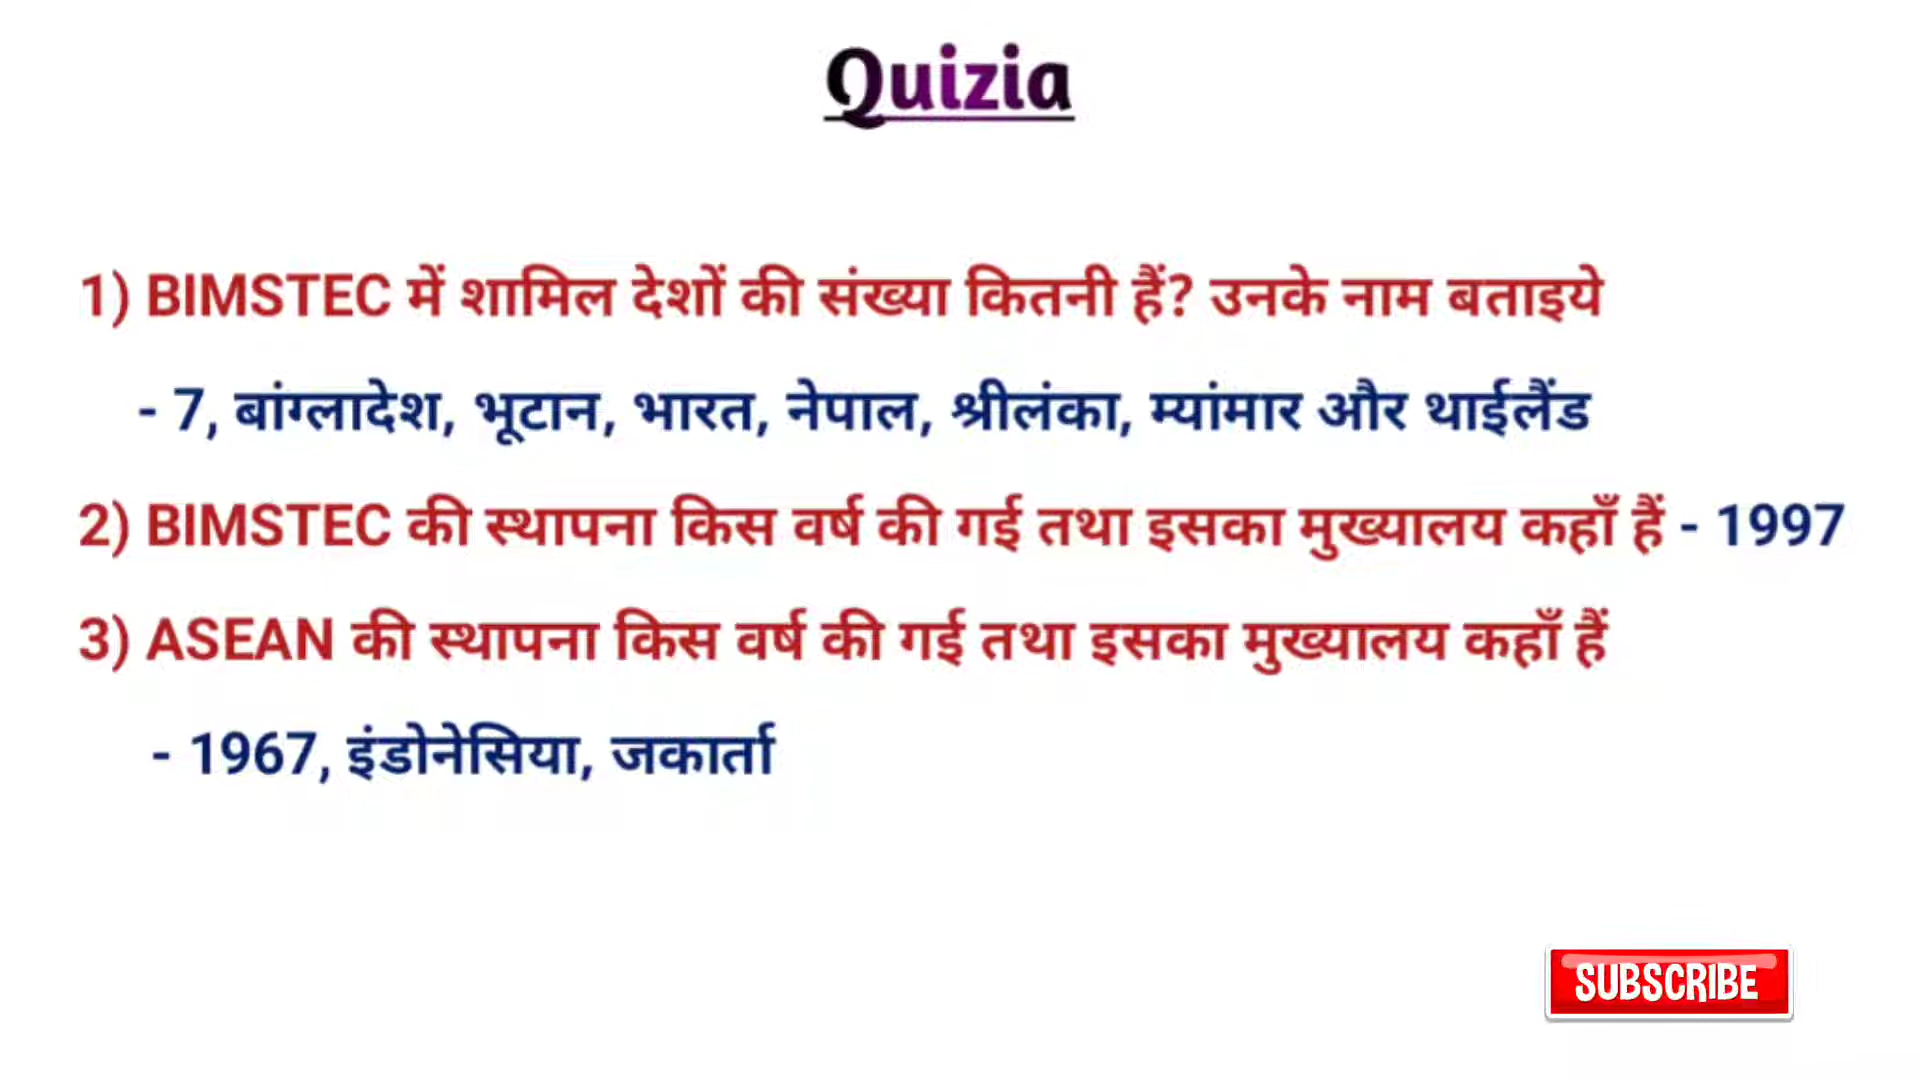 Quizia
1) BIMSTEC में शामिल देशों की संख्या कितनी हैं? उनके नाम बताइये
- 7, बांग्लादेश, भूटान, भारत, नेपाल, श्रीलंका, म्यांमार और थाईलैंड
2) BIMSTEC की स्थापना किस वर्ष की गई तथा इसका मुख्यालय कहाँ हैं - 1997
3) ASEAN की स्थापना किस वर्ष की गई तथा इसका मुख्यालय कहाँ हैं
- 1967, इंडोनेसिया, जकार्ता
SUBSCRIBE